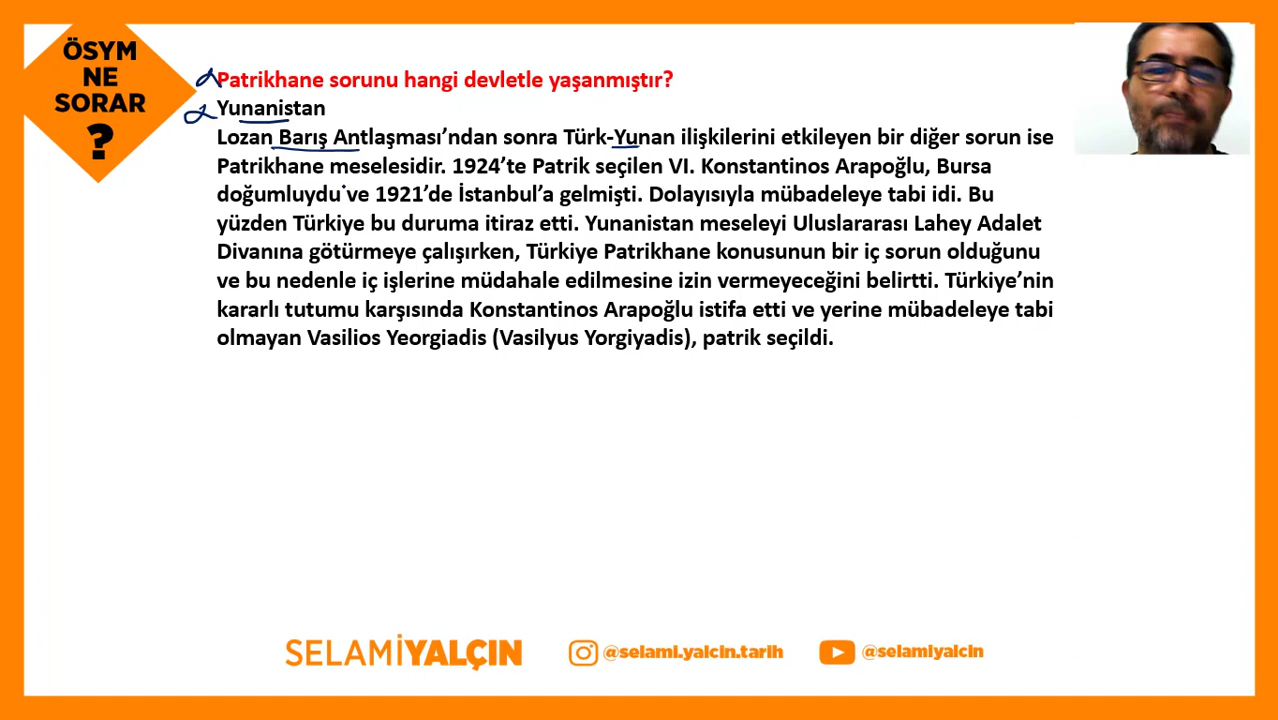 ÖSYM
NE
SORAR
?
Patrikhane sorunu hangi devletle yaşanmıştır?
Yunanistan
Lozan Barış Antlaşması’ndan sonra Türk-Yunan ilişkilerini etkileyen bir diğer sorun ise
Patrikhane meselesidir. 1924’te Patrik seçilen VI. Konstantinos Arapoğlu, Bursa
doğumluydu ve 1921’de İstanbul’a gelmişti. Dolayısıyla mübadeleye tabi idi. Bu
yüzden Türkiye bu duruma itiraz etti. Yunanistan meseleyi Uluslararası Lahey Adalet
Divanına götürmeye çalışırken, Türkiye Patrikhane konusunun bir iç sorun olduğunu
ve bu nedenle iç işlerine müdahale edilmesine izin vermeyeceğini belirtti. Türkiye’nin
kararlı tutumu karşısında Konstantinos Arapoğlu istifa etti ve yerine mübadeleye tabi
olmayan Vasilios Yeorgiadis (Vasilyus Yorgiyadis), patrik seçildi.
SELAMİYALÇIN
@selami.yalcin.tarih
@selamiyalcin